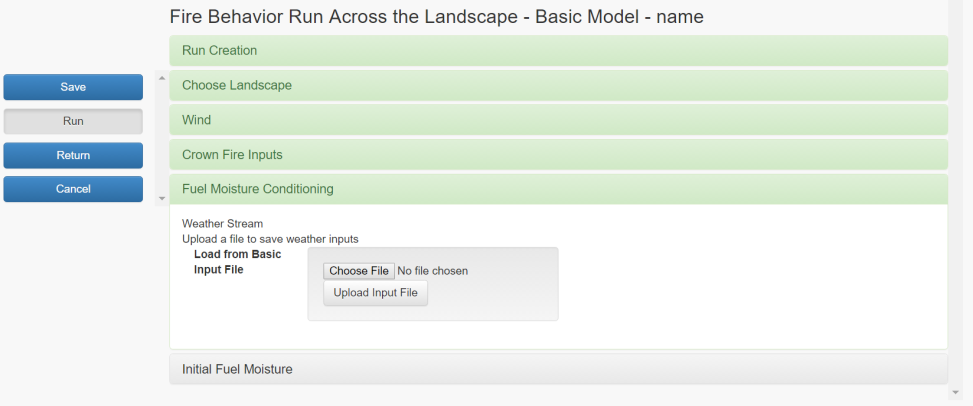 Fire Behavior Run Across the Landscape - Basic Model - name
Run Creation
Choose Landscape
Wind
Crown Fire Inputs
Fuel Moisture Conditioning
Save
Run
Return
Cancel
Weather Stream
Upload a file to save weather inputs
Load from Basic
Input File
Choose File No file chosen
Upload Input File
Initial Fuel Moisture